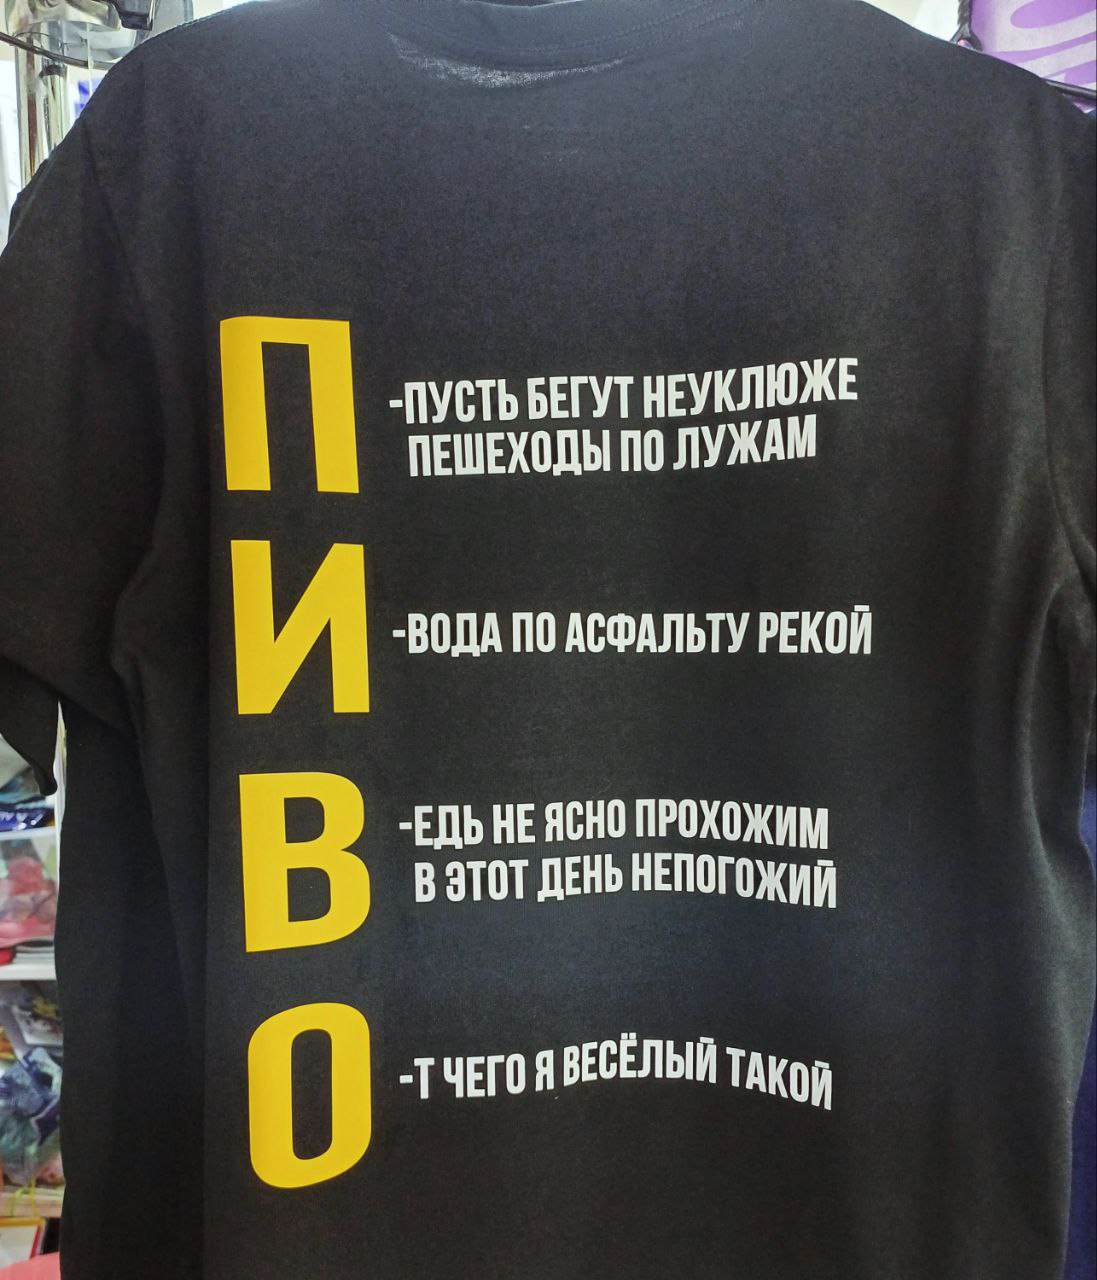 П
-ПУСТЬ БЕГУТ НЕУКЛЮЖЕ
ПЕШЕХОДЫ ПО ЛУЖАМ
И
-ВОДА ПО АСФАЛЬТУ РЕКОЙ
В
-ЕДЬ НЕ ЯСНО ПРОХОЖИМ
В ЭТОТ ДЕНЬ НЕПОГОЖИЙ
О
-Т ЧЕГО Я ВЕСЁЛЫЙ ТАКОЙ